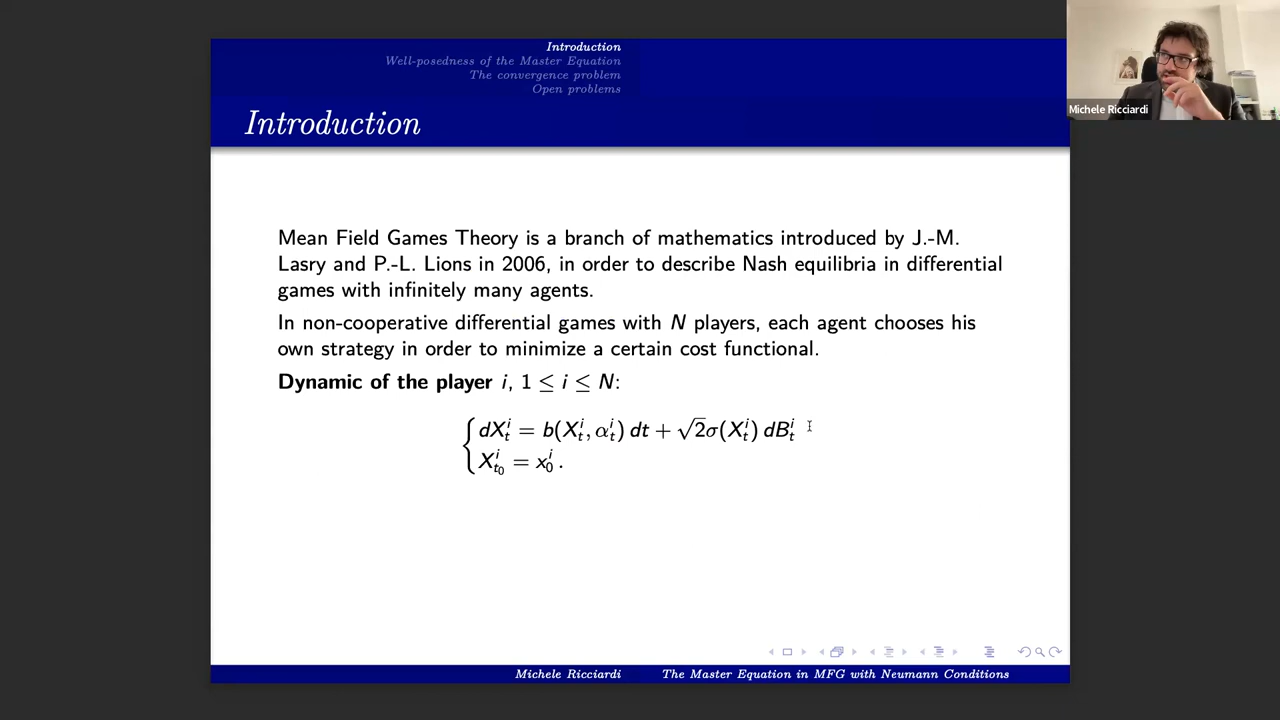 Introduction
Well-posedness of the Master Equation
The convergence problem
Open problems
Introduction
Michele Ricciardi
Mean Field Games Theory is a branch of mathematics introduced by J.-M.
Lasry and P.-L. Lions in 2006, in order to describe Nash equilibria in differential
games with infinitely many agents.
In non-cooperative differential games with N players, each agent chooses his
own strategy in order to minimize a certain cost functional.
Dynamic of the player i, 1 ≤ i ≤ N:
dX_t^i = b(X_t^i, α_t^i) dt + √2σ(X_t^i) dB_t^i
X_{t_0}^i = x_0^i .
Michele Ricciardi The Master Equation in MFG with Neumann Conditions